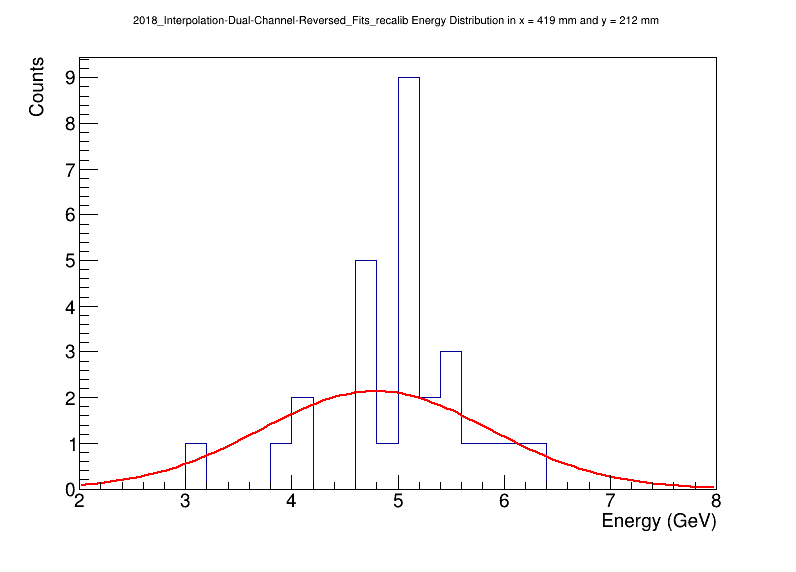 2018_Interpolation-Dual-Channel-Reversed_Fits_recalib Energy Distribution in x = 419 mm and y = 212 mm
Counts
9
8
7
6
5
4
3
2
1
0
2 3 4 5 6 7 8
Energy (GeV)